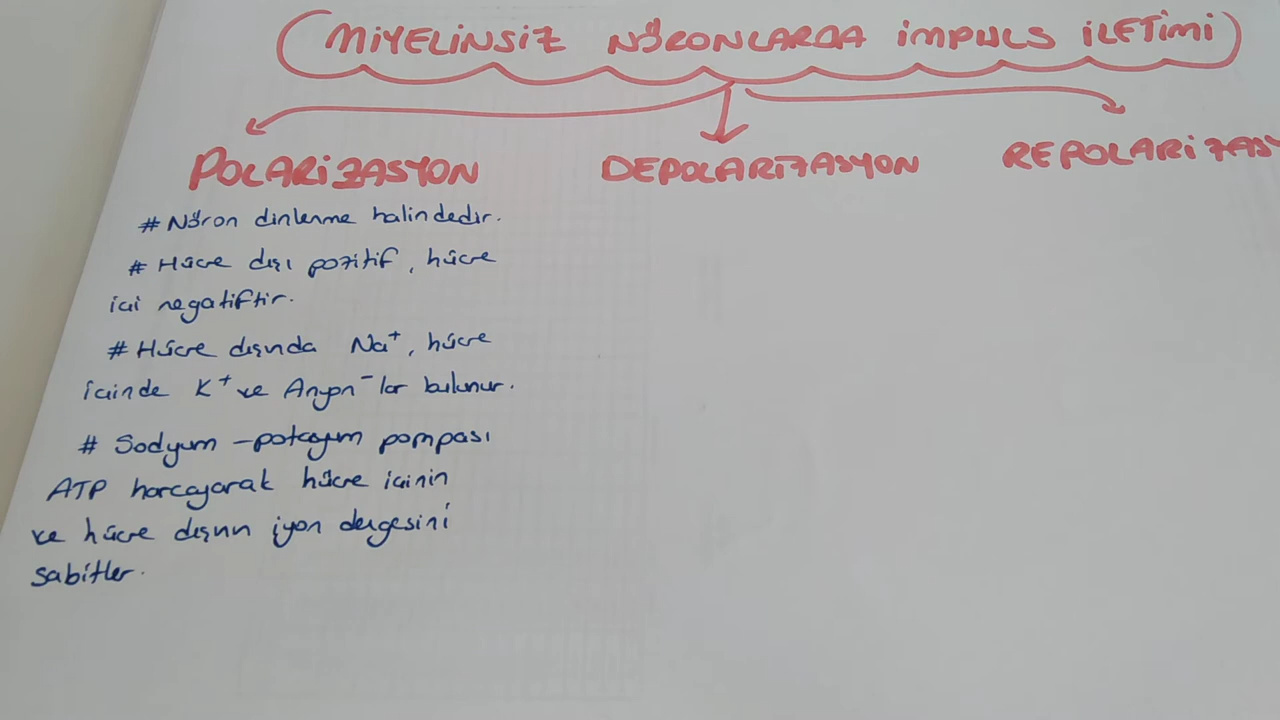 MİYELİNSİZ NÖRONLARDA İMPULS İLETİMİ
POLARİZASYON DEPOLARİZASYON REPOLARİZASY
# Nöron dinlenme halindedir.
# Hücre dışı pozitif, hücre
içi negatiftir.
# Hücre dışında Na⁺, hücre
içinde K⁺ ve Anyon⁻lar bulunur.
# Sodyum -potasyum pompası
ATP harcayarak hücre içinin
ve hücre dışının iyon dengesini
sabitler.